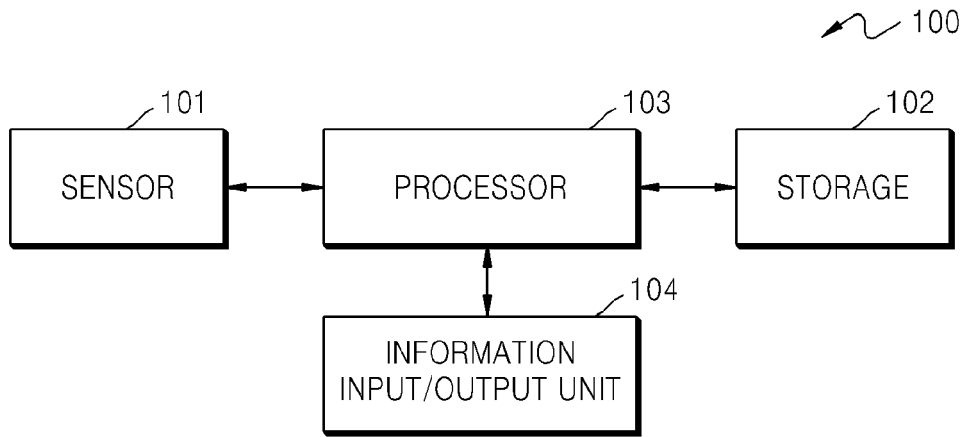 100
101
103
102
SENSOR
PROCESSOR
STORAGE
104
INFORMATION
INPUT/OUTPUT UNIT